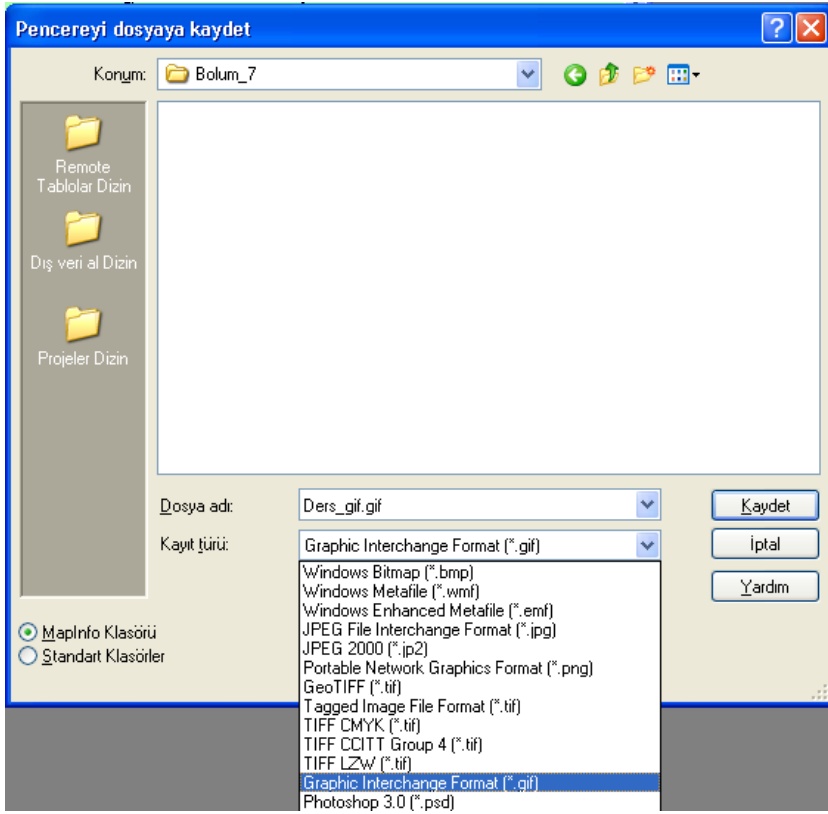 Pencereyi dosyaya kaydet
Konum: Bolum_7
Remote
Tablolar Dizin
Dış veri al Dizin
Projeler Dizin
Dosya adı: Ders_gif.gif Kaydet
Kayıt türü: Graphic Interchange Format (*.gif) İptal
Yardım
Windows Bitmap (*.bmp)
Windows Metafile (*.wmf)
Windows Enhanced Metafile (*.emf)
JPEG File Interchange Format (*.jpg)
JPEG 2000 (*.jp2)
Portable Network Graphics Format (*.png)
GeoTIFF (*.tif)
Tagged Image File Format (*.tif)
TIFF CMYK (*.tif)
TIFF CCITT Group 4 (*.tif)
TIFF LZW (*.tif)
Graphic Interchange Format (*.gif)
Photoshop 3.0 (*.psd)
MapInfo Klasörü
Standart Klasörler